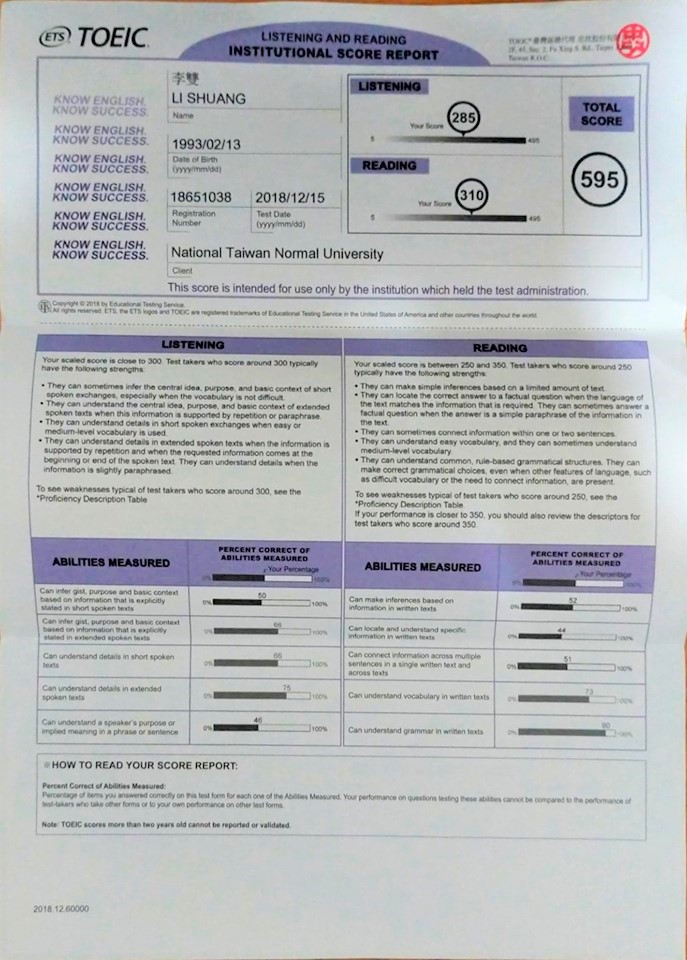 ETS TOEIC.
LISTENING AND READING
INSTITUTIONAL SCORE REPORT
TOEIC® 臺灣區總代理 忠欣股份有限
2F, 45, Sec. 2, Fu Xing S. Rd., Taipei
Taiwan R.O.C.
KNOW ENGLISH.
KNOW SUCCESS.
KNOW ENGLISH.
KNOW SUCCESS.
KNOW ENGLISH.
KNOW SUCCESS.
KNOW ENGLISH.
KNOW SUCCESS.
KNOW ENGLISH.
KNOW SUCCESS.
KNOW ENGLISH.
KNOW SUCCESS.
李雙
LI SHUANG
Name
1993/02/13
Date of Birth
(yyyy/mm/dd)
18651038 2018/12/15
Registration Test Date
Number (yyyy/mm/dd)
National Taiwan Normal University
Client
LISTENING
Your Score 285
5 495
READING
Your Score 310
5 495
TOTAL
SCORE
595
This score is intended for use only by the institution which held the test administration.
Copyright © 2018 by Educational Testing Service.
All rights reserved. ETS, the ETS logos and TOEIC are registered trademarks of Educational Testing Service in the United States of America and other countries throughout the world.
LISTENING
Your scaled score is close to 300. Test takers who score around 300 typically
have the following strengths:
• They can sometimes infer the central idea, purpose, and basic context of short
spoken exchanges, especially when the vocabulary is not difficult.
• They can understand the central idea, purpose, and basic context of extended
spoken texts when this information is supported by repetition or paraphrase.
• They can understand details in short spoken exchanges when easy or
medium-level vocabulary is used.
• They can understand details in extended spoken texts when the information is
supported by repetition and when the requested information comes at the
beginning or end of the spoken text. They can understand details when the
information is slightly paraphrased.
To see weaknesses typical of test takers who score around 300, see the
*Proficiency Description Table
READING
Your scaled score is between 250 and 350. Test takers who score around 250
typically have the following strengths:
• They can make simple inferences based on a limited amount of text.
• They can locate the correct answer to a factual question when the language of
the text matches the information that is required. They can sometimes answer a
factual question when the answer is a simple paraphrase of the information in
the text.
• They can sometimes connect information within one or two sentences.
• They can understand easy vocabulary, and they can sometimes understand
medium-level vocabulary.
• They can understand common, rule-based grammatical structures. They can
make correct grammatical choices, even when other features of language, such
as difficult vocabulary or the need to connect information, are present.
To see weaknesses typical of test takers who score around 250, see the
*Proficiency Description Table.
If your performance is closer to 350, you should also review the descriptors for
test takers who score around 350.
ABILITIES MEASURED
PERCENT CORRECT OF
ABILITIES MEASURED
Your Percentage
0% 100%
Can infer gist, purpose and basic context
based on information that is explicitly
stated in short spoken texts
50
0% 100%
Can infer gist, purpose and basic context
based on information that is explicitly
stated in extended spoken texts
66
0% 100%
Can understand details in short spoken
texts
66
0% 100%
Can understand details in extended
spoken texts
75
0% 100%
Can understand a speaker's purpose or
implied meaning in a phrase or sentence
46
0% 100%
ABILITIES MEASURED
PERCENT CORRECT OF
ABILITIES MEASURED
Your Percentage
0% 100%
Can make inferences based on
information in written texts
52
0% 100%
Can locate and understand specific
information in written texts
44
0% 100%
Can connect information across multiple
sentences in a single written text and
across texts
51
0% 100%
Can understand vocabulary in written texts
73
0% 100%
Can understand grammar in written texts
90
0% 100%
HOW TO READ YOUR SCORE REPORT:
Percent Correct of Abilities Measured:
Percentage of items you answered correctly on this test form for each one of the Abilities Measured. Your performance on questions testing these abilities cannot be compared to the performance of
test-takers who take other forms or to your own performance on other test forms.
Note: TOEIC scores more than two years old cannot be reported or validated.
2018.12.60000